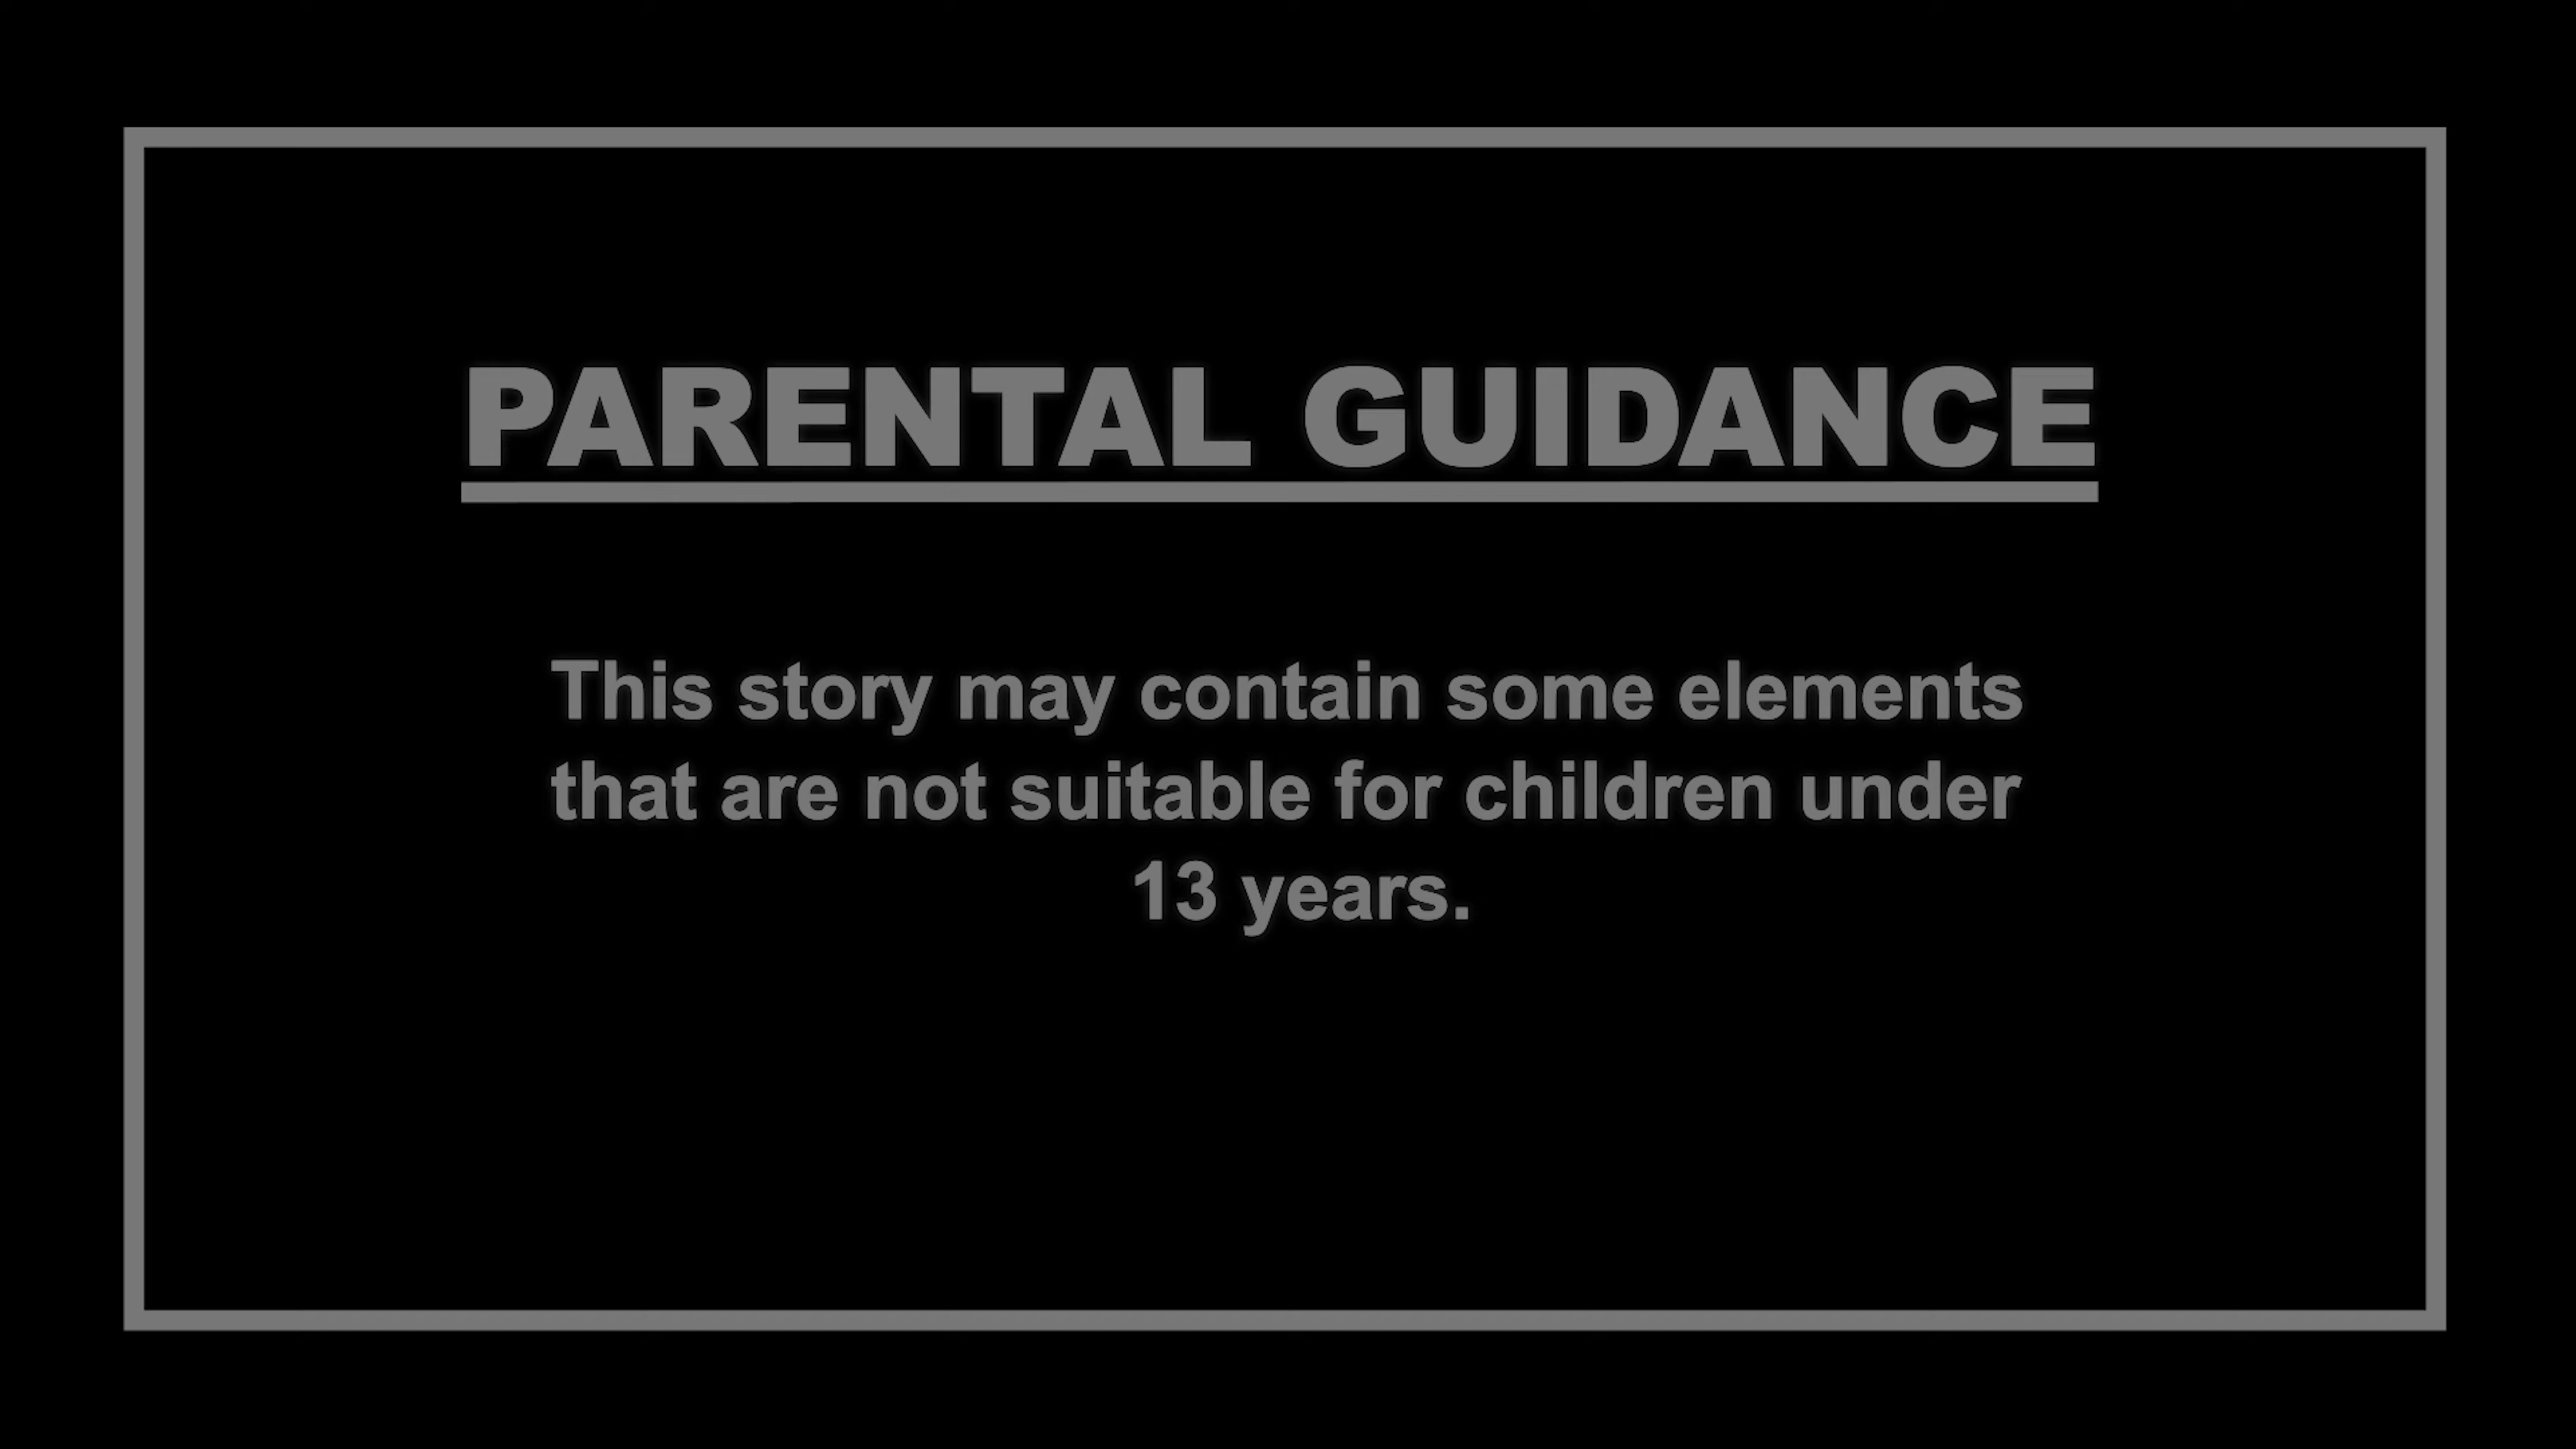 PARENTAL GUIDANCE
This story may contain some elements
that are not suitable for children under
13 years.